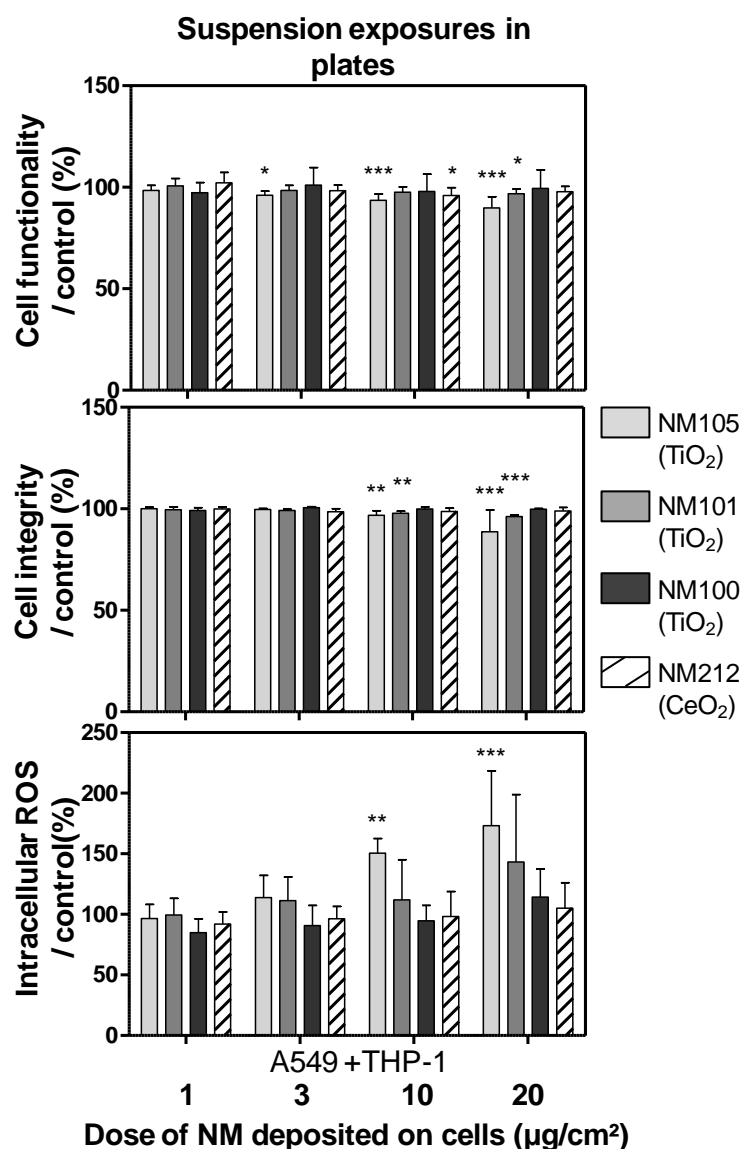 Suspension exposures in
plates
Cell functionality
/ control (%)
150
100
50
0
* *** * *** *
Cell integrity
/ control (%)
150
100
50
0
** ** *** ***
NM105
(TiO₂)
NM101
(TiO₂)
NM100
(TiO₂)
NM212
(CeO₂)
Intracellular ROS
/ control(%)
250
200
150
100
50
0
** ***
A549 +THP-1
1 3 10 20
Dose of NM deposited on cells (µg/cm²)